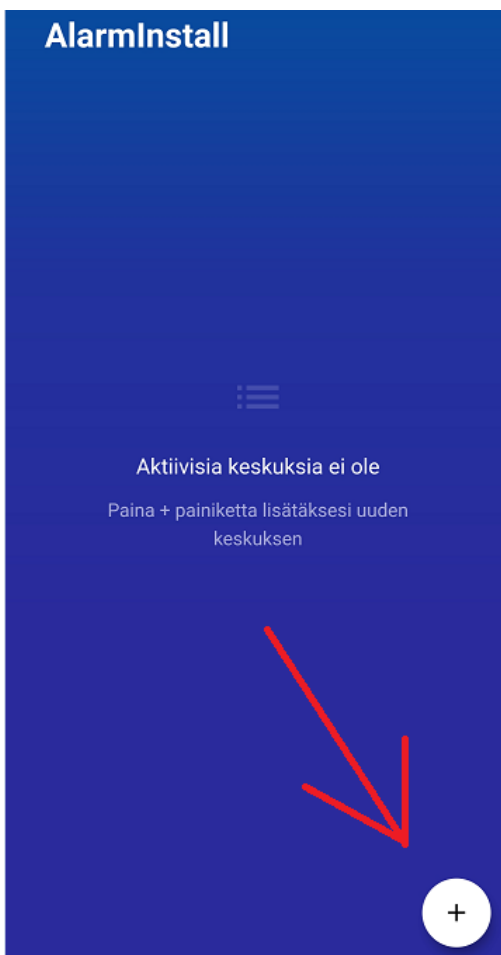 AlarmInstall
Aktiivisia keskuksia ei ole
Paina + painiketta lisätäksesi uuden
keskuksen
+